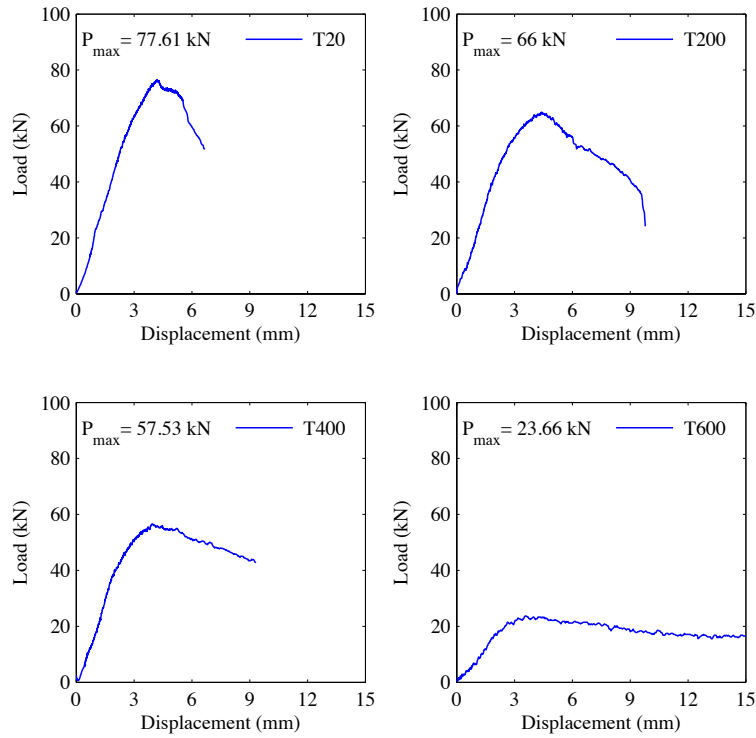 100
80
60
40
20
0
Load (kN)
P_max= 77.61 kN
T20
0 3 6 9 12 15
Displacement (mm)
100
80
60
40
20
0
Load (kN)
P_max= 66 kN
T200
0 3 6 9 12 15
Displacement (mm)
100
80
60
40
20
0
Load (kN)
P_max= 57.53 kN
T400
0 3 6 9 12 15
Displacement (mm)
100
80
60
40
20
0
Load (kN)
P_max= 23.66 kN
T600
0 3 6 9 12 15
Displacement (mm)